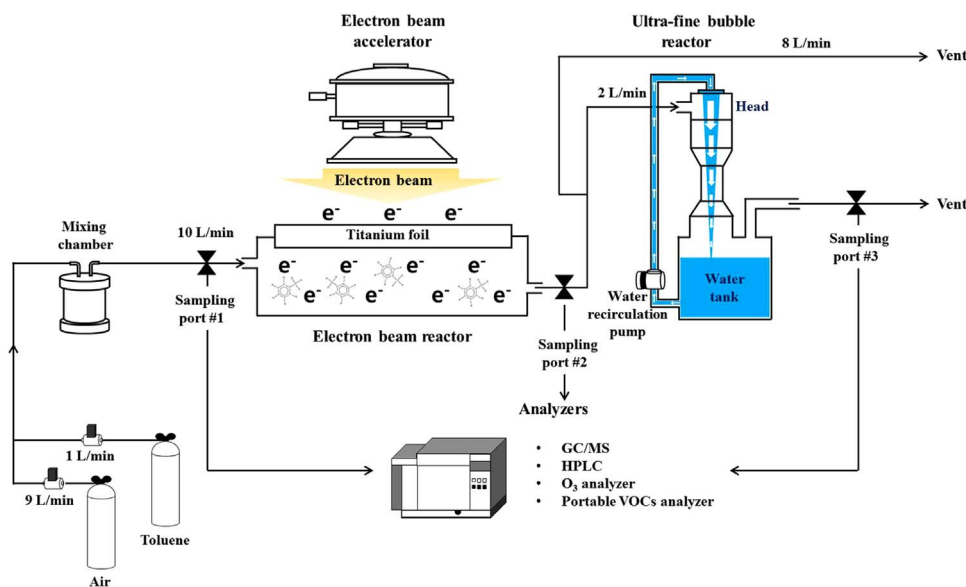 Electron beam
accelerator
Ultra-fine bubble
reactor
8 L/min
Vent
2 L/min
Head
Electron beam
e-
e-
e-
Titanium foil
Mixing
chamber
10 L/min
Vent
Sampling
port #3
e-
e-
e-
e-
e-
e-
e-
e-
Sampling
port #1
Water
tank
Water
recirculation
pump
Electron beam reactor
Sampling
port #2
Analyzers
• GC/MS
• HPLC
• O₃ analyzer
• Portable VOCs analyzer
1 L/min
9 L/min
Toluene
Air